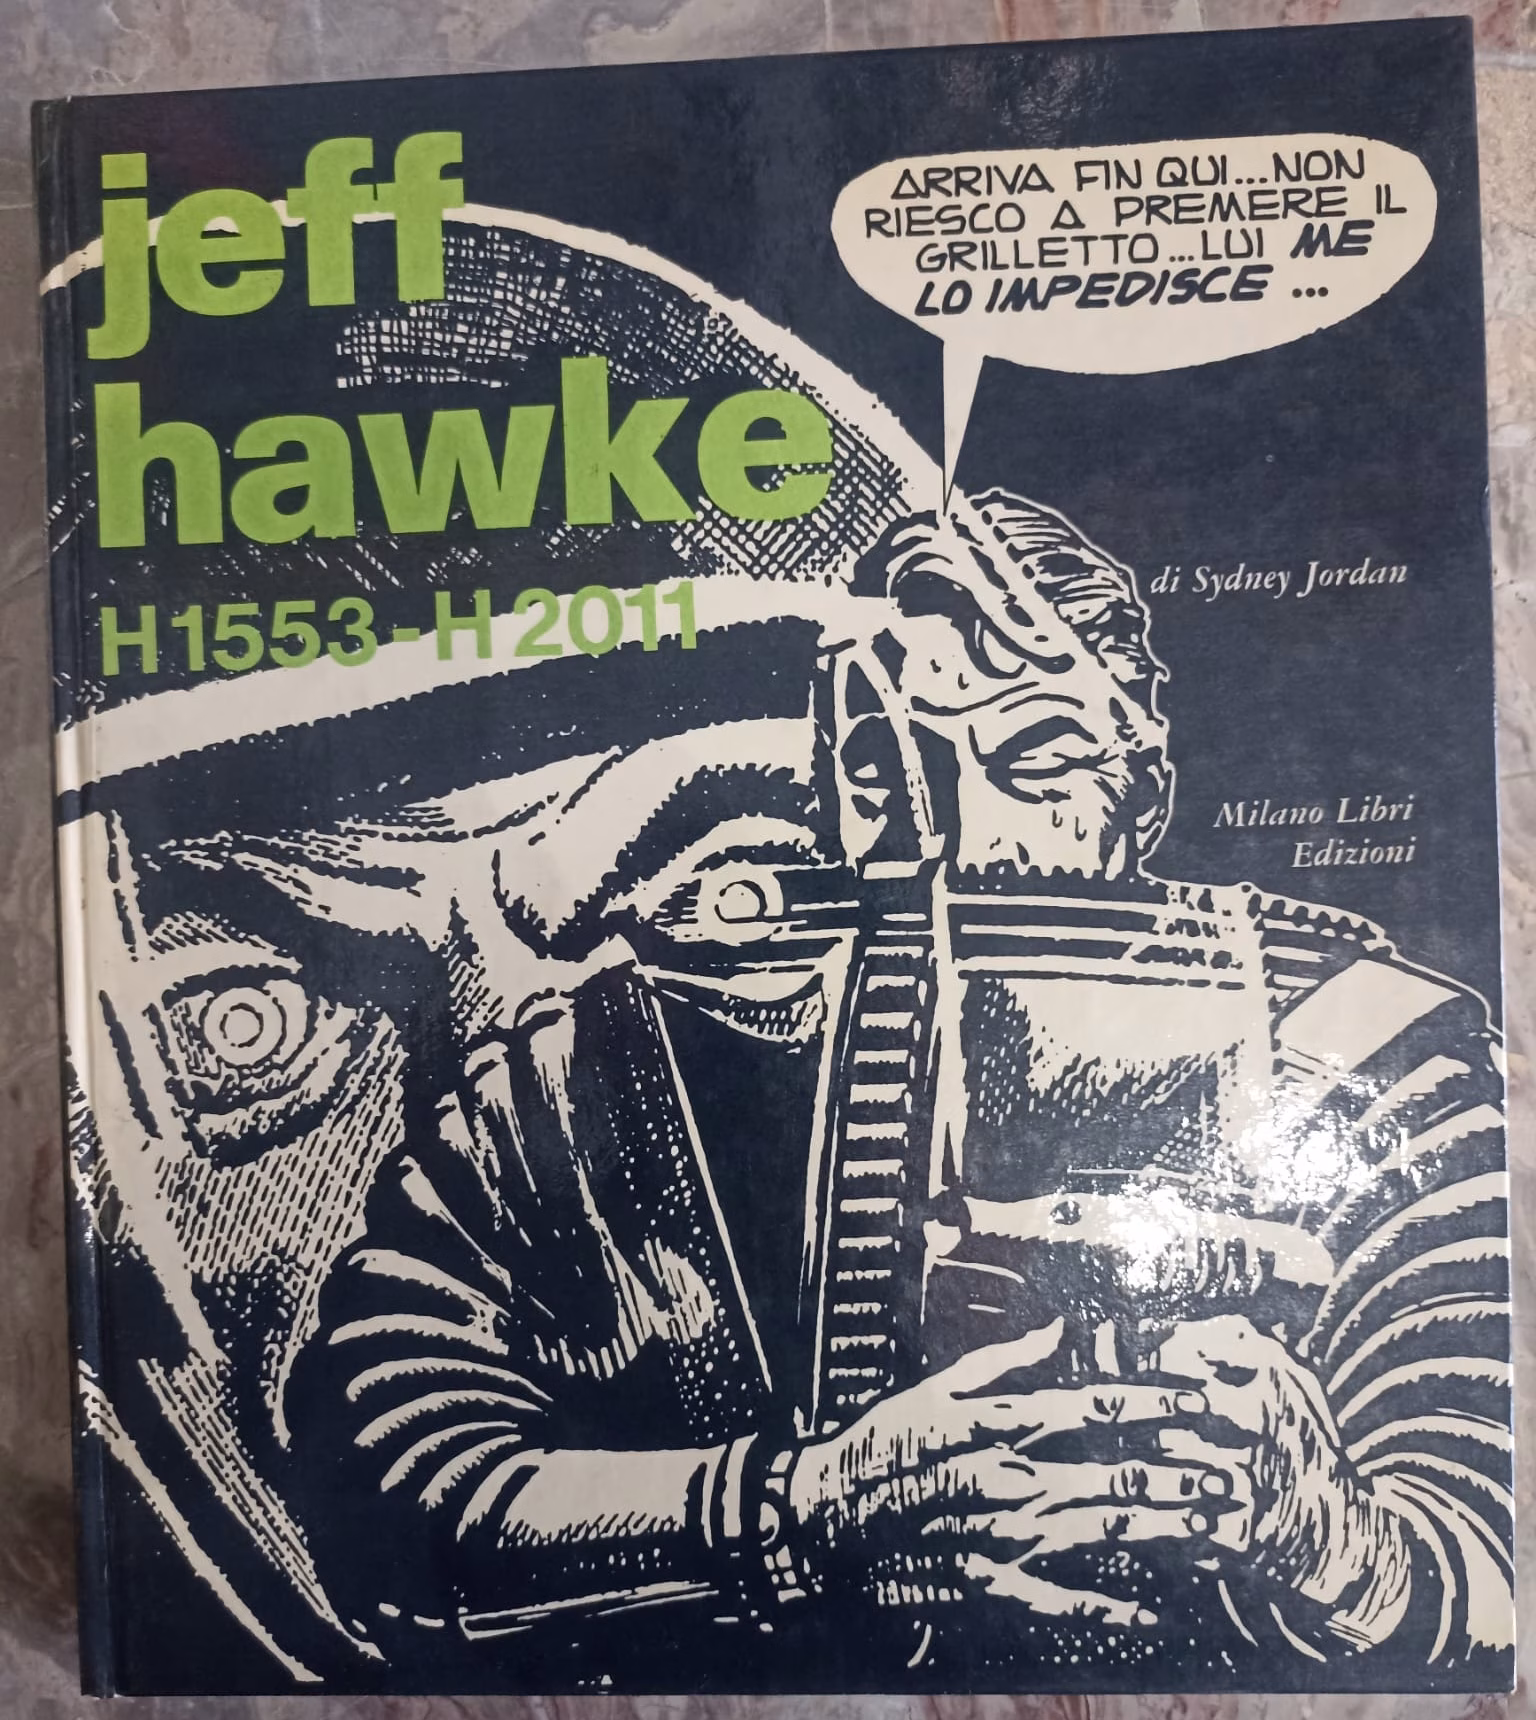 jeff
hawke
H1553-H2011
ARRIVA FIN QUI...NON
RIESCO A PREMERE IL
GRILLETTO...LUI ME
LO IMPEDISCE ...
di Sydney Jordan
Milano Libri
Edizioni